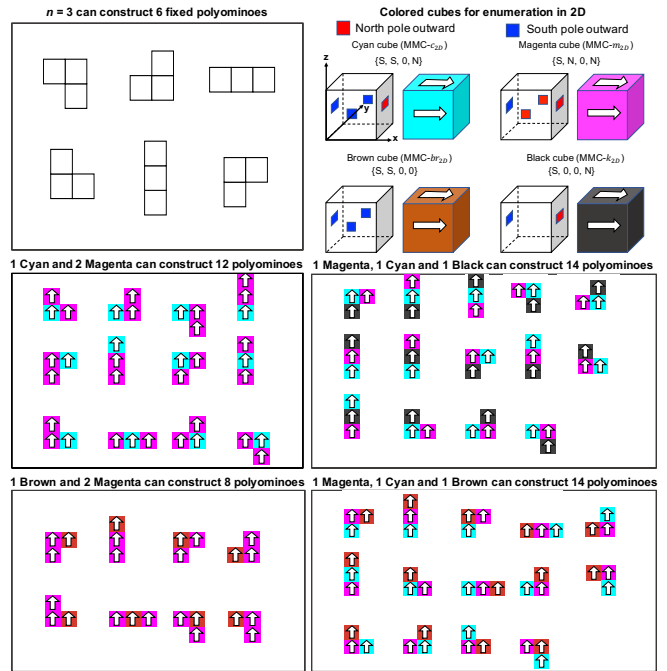 n = 3 can construct 6 fixed polyominoes
Colored cubes for enumeration in 2D
North pole outward
South pole outward
Cyan cube (MMC-c2D)
{S, S, 0, N}
Magenta cube (MMC-m2D)
{S, N, 0, N}
z
y
x
Brown cube (MMC-br2D)
{S, S, 0, 0}
Black cube (MMC-k2D)
{S, 0, 0, N}
1 Cyan and 2 Magenta can construct 12 polyominoes
1 Magenta, 1 Cyan and 1 Black can construct 14 polyominoes
1 Brown and 2 Magenta can construct 8 polyominoes
1 Magenta, 1 Cyan and 1 Brown can construct 14 polyominoes